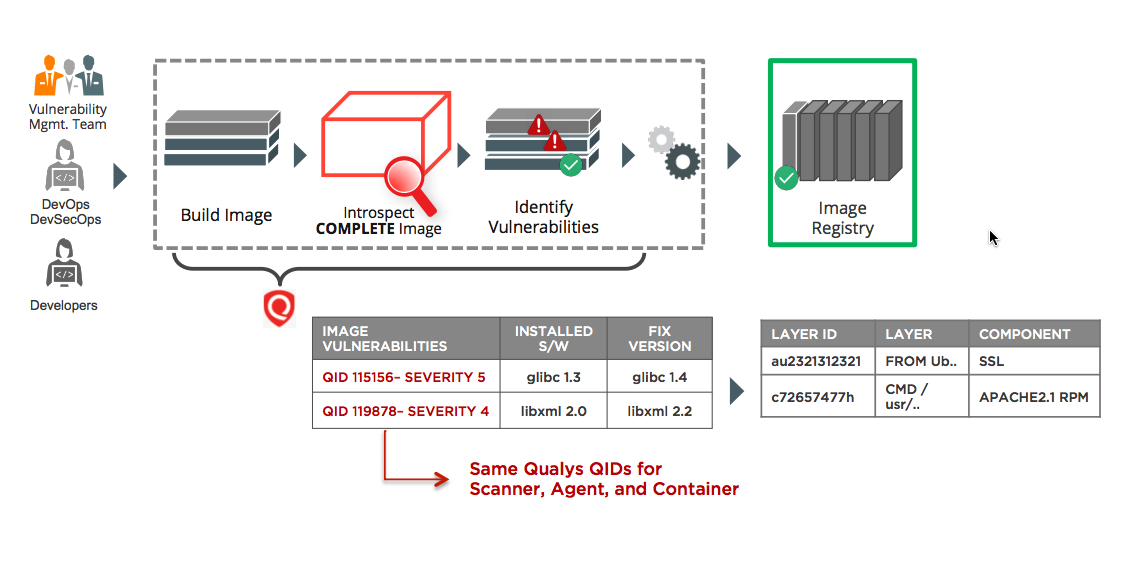 Vulnerability
Mgmt. Team
</>
DevOps
DevSecOps
</>
Developers
Build Image
Introspect
COMPLETE Image
Identify
Vulnerabilities
Image
Registry
IMAGE
VULNERABILITIES
INSTALLED
S/W
FIX
VERSION
QID 115156– SEVERITY 5
glibc 1.3
glibc 1.4
QID 119878– SEVERITY 4
libxml 2.0
libxml 2.2
LAYER ID
LAYER
COMPONENT
au2321312321
FROM Ub..
SSL
c72657477h
CMD /
usr/..
APACHE2.1 RPM
Same Qualys QIDs for
Scanner, Agent, and Container